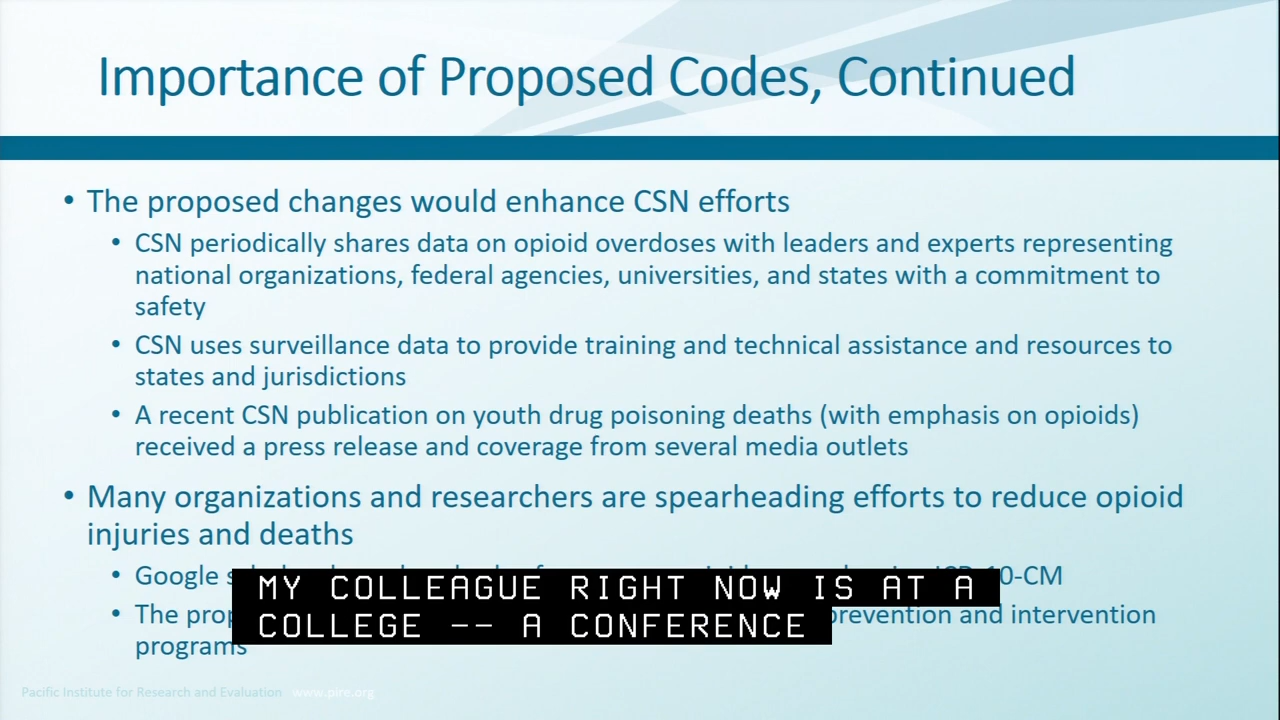 Importance of Proposed Codes, Continued
• The proposed changes would enhance CSN efforts
• CSN periodically shares data on opioid overdoses with leaders and experts representing
national organizations, federal agencies, universities, and states with a commitment to
safety
• CSN uses surveillance data to provide training and technical assistance and resources to
states and jurisdictions
• A recent CSN publication on youth drug poisoning deaths (with emphasis on opioids)
received a press release and coverage from several media outlets
• Many organizations and researchers are spearheading efforts to reduce opioid
injuries and deaths
• Google
MY COLLEAGUE RIGHT NOW IS AT A
COLLEGE -- A CONFERENCE
• The prevention and intervention
programs
Pacific Institute for Research and Evaluation www.pire.org